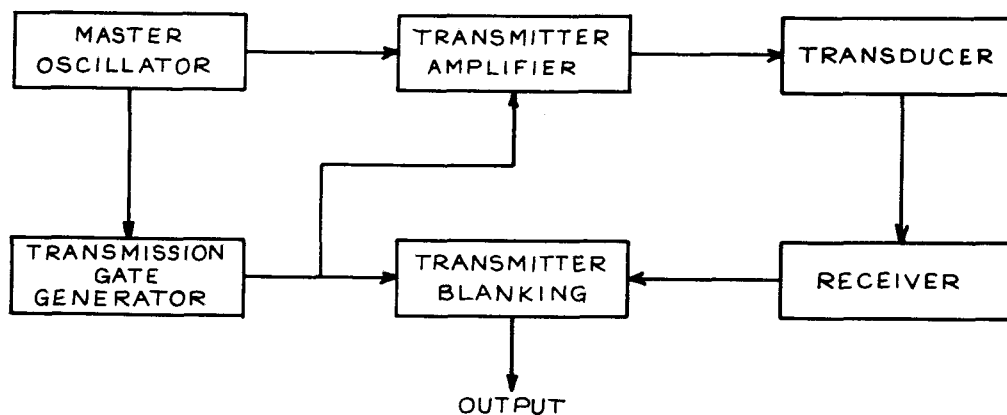 MASTER
OSCILLATOR
TRANSMITTER
AMPLIFIER
TRANSDUCER
TRANSMISSION
GATE
GENERATOR
TRANSMITTER
BLANKING
RECEIVER
OUTPUT